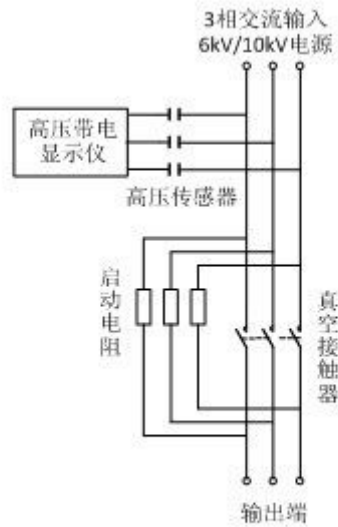 3相交流输入
6kV/10kV电源
高压带电
显示仪
高压传感器
启动电阻
真空接触器
输出端